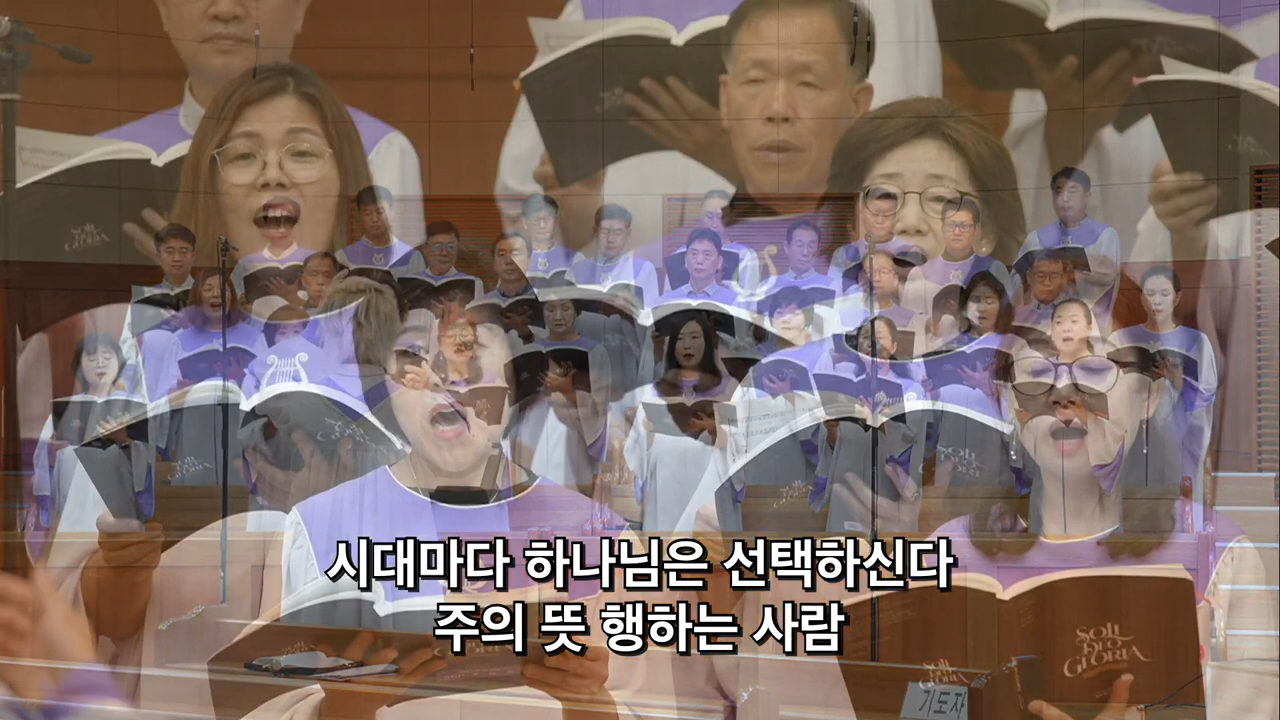 시대마다 하나님은 선택하신다
주의 뜻 행하는 사람
SOLI
DEO
GLORIA
기도자